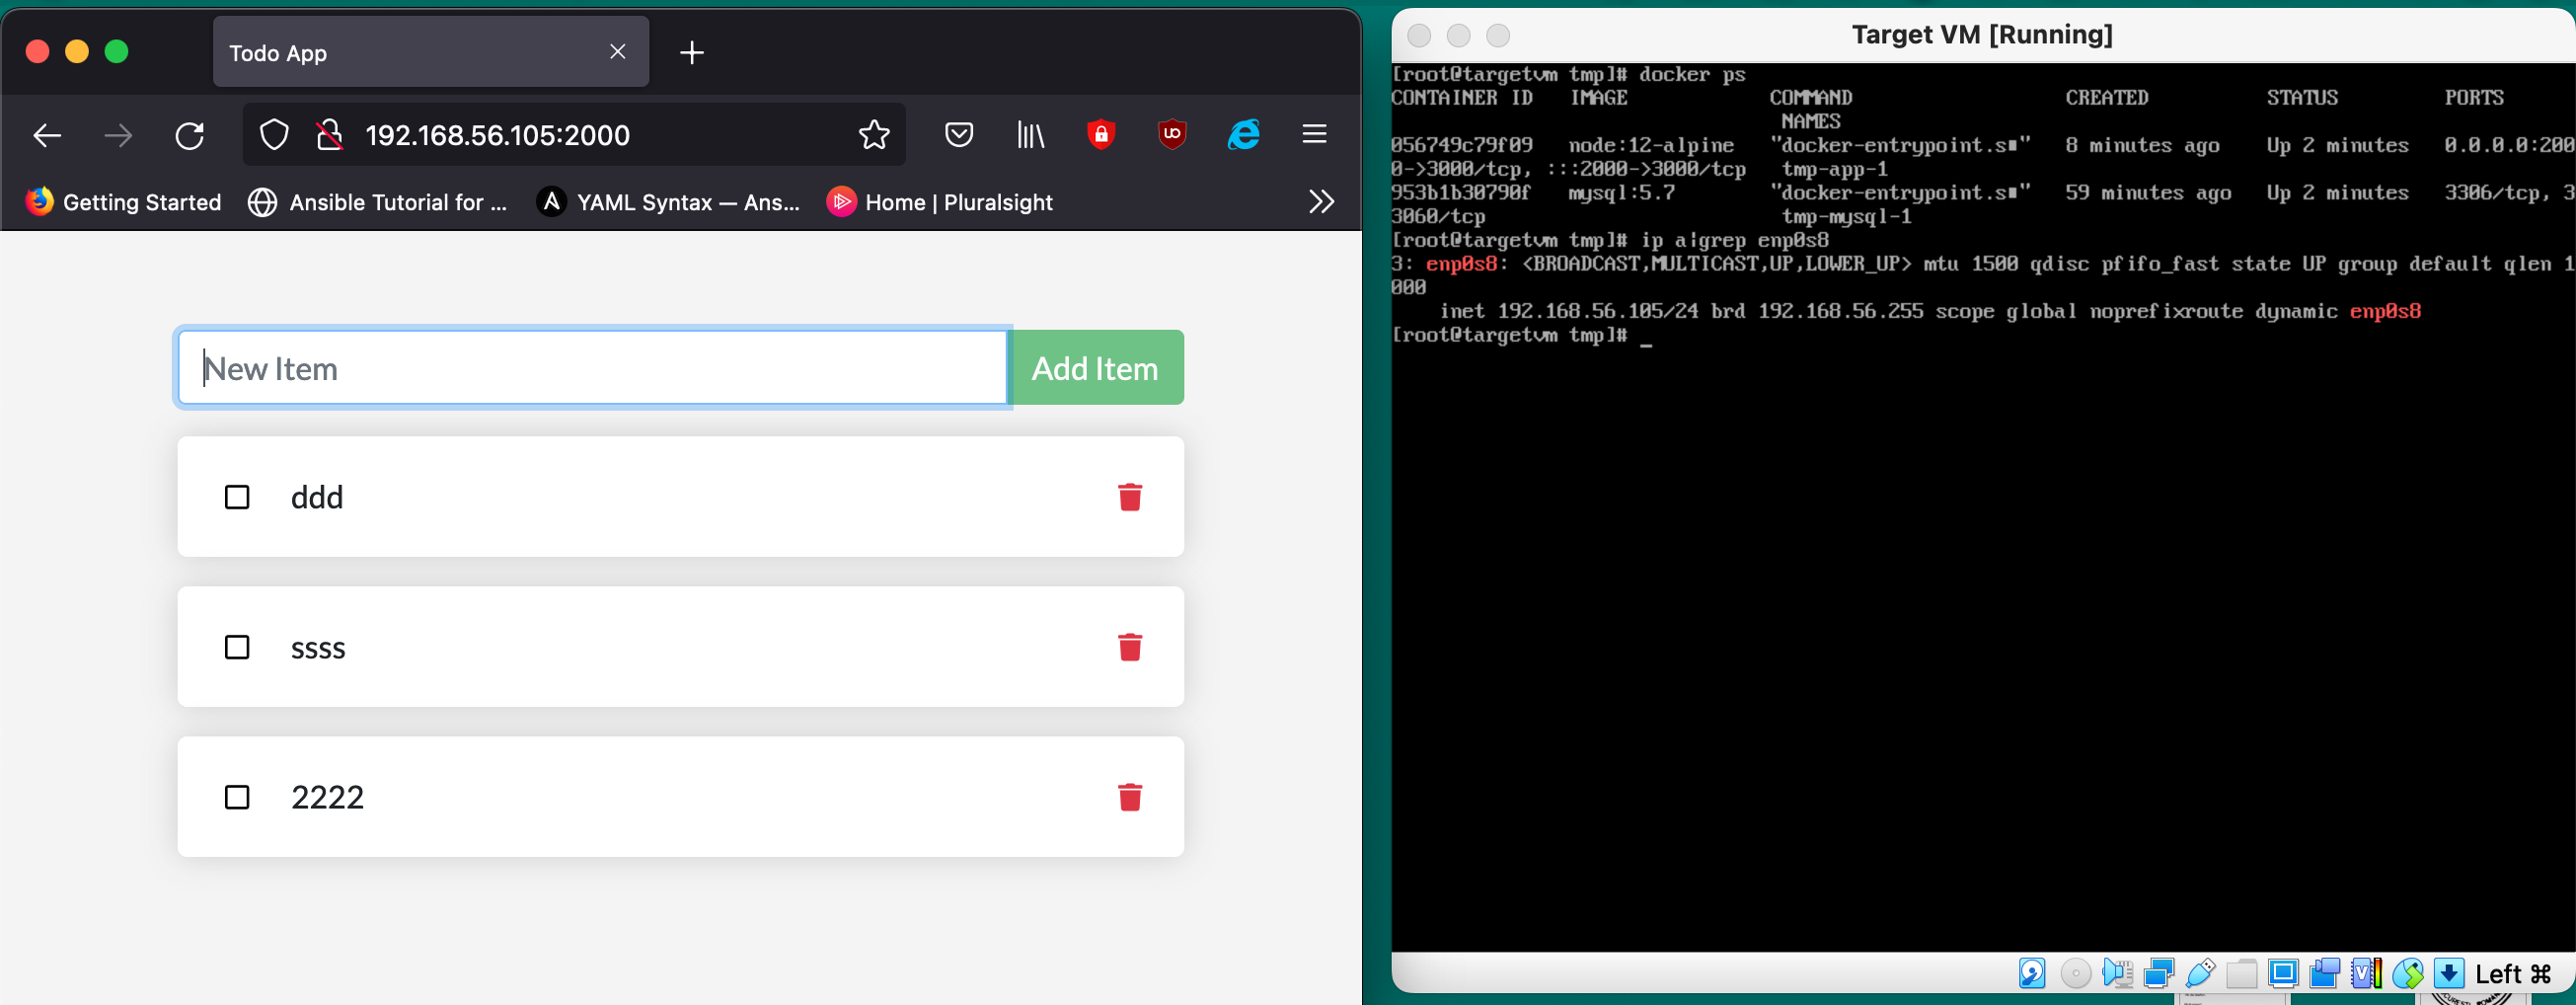 Todo App
192.168.56.105:2000
Getting Started
Ansible Tutorial for ...
YAML Syntax — Ans...
Home | Pluralsight
New Item
Add Item
ddd
ssss
2222
Target VM [Running]
[root@targetvm tmp]# docker ps
CONTAINER ID IMAGE COMMAND CREATED STATUS PORTS
NAMES
056749c79f09 node:12-alpine "docker-entrypoint.s■" 8 minutes ago Up 2 minutes 0.0.0.0:200
0->3000/tcp, :::2000->3000/tcp tmp-app-1
953b1b30790f mysql:5.7 "docker-entrypoint.s■" 59 minutes ago Up 2 minutes 3306/tcp, 3
3060/tcp tmp-mysql-1
[root@targetvm tmp]# ip a|grep enp0s8
3: enp0s8: <BROADCAST,MULTICAST,UP,LOWER_UP> mtu 1500 qdisc pfifo_fast state UP group default qlen 1
000
inet 192.168.56.105/24 brd 192.168.56.255 scope global noprefixroute dynamic enp0s8
[root@targetvm tmp]# _
Left ⌘